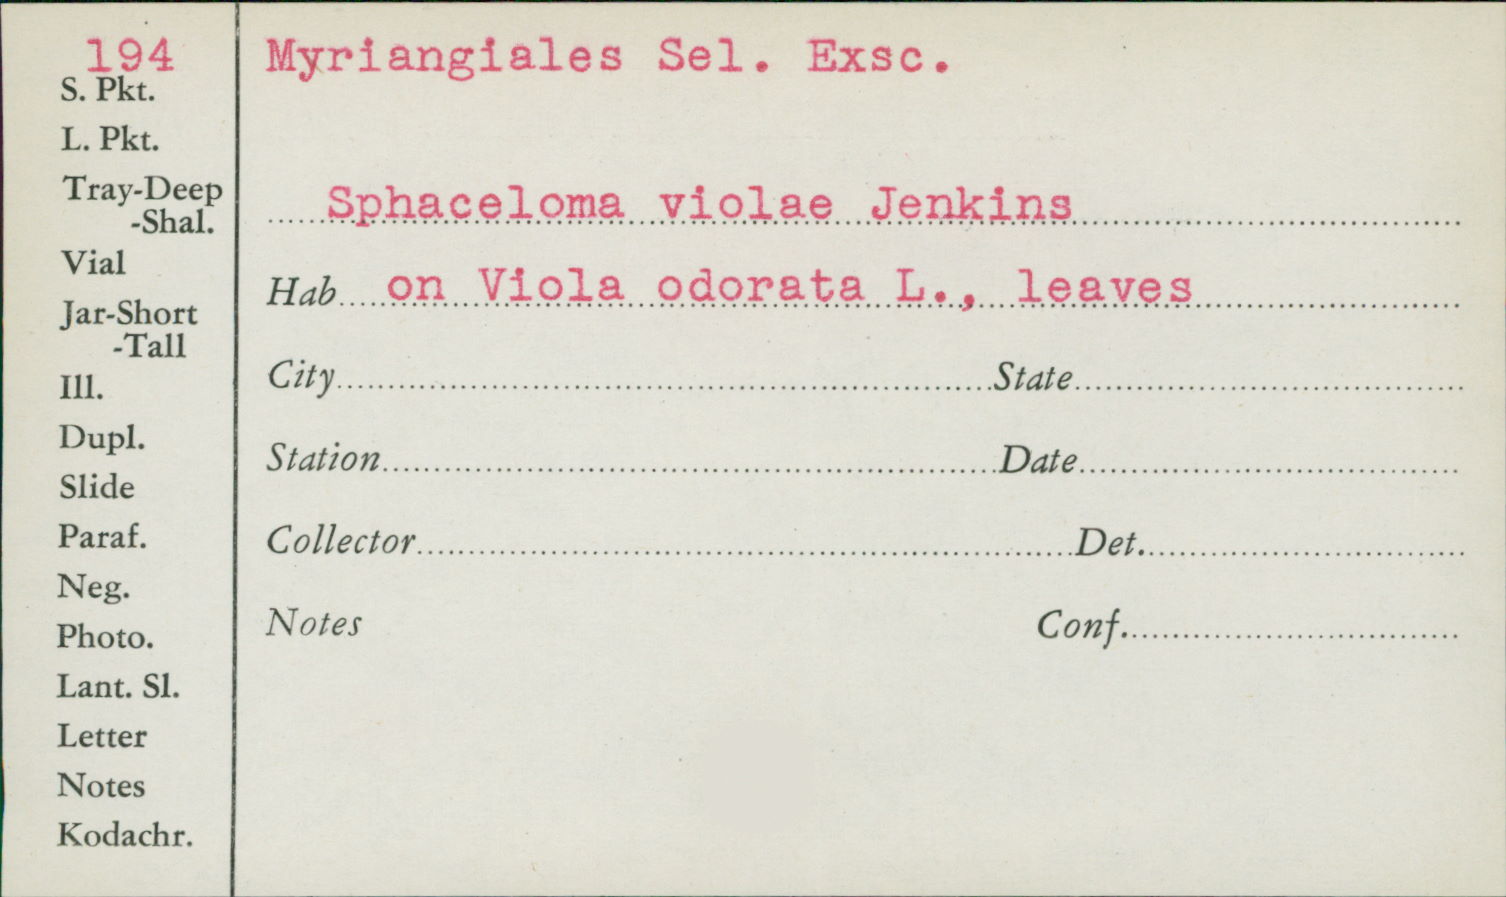 194
S. Pkt.
L. Pkt.
Tray-Deep
-Shal.
Vial
Jar-Short
-Tall
Ill.
Dupl.
Slide
Paraf.
Neg.
Photo.
Lant. Sl.
Letter
Notes
Kodachr.
Myriangiales Sel. Exsc.
Sphaceloma violae Jenkins
Hab on Viola odorata L., leaves
City State
Station Date
Collector Det.
Notes Conf.